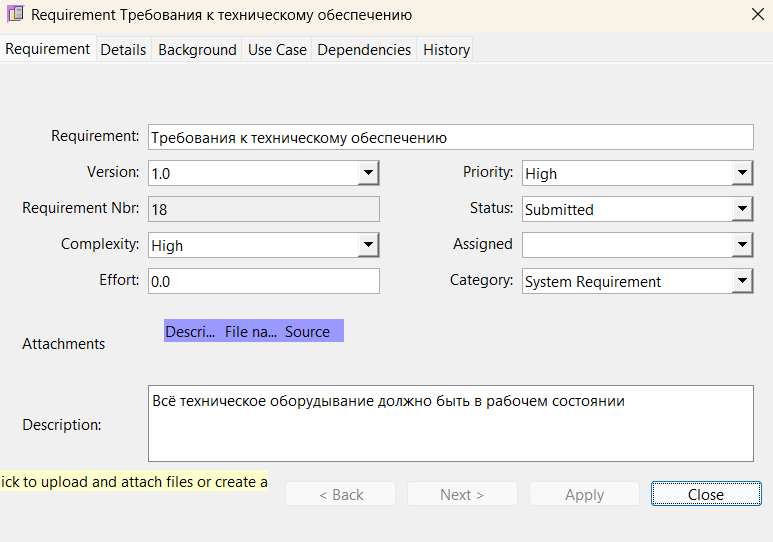 Requirement Требования к техническому обеспечению
Requirement Details Background Use Case Dependencies History
Requirement: Требования к техническому обеспечению
Version: 1.0 Priority: High
Requirement Nbr: 18 Status: Submitted
Complexity: High Assigned
Effort: 0.0 Category: System Requirement
Attachments Descri... File na... Source
Description: Всё техническое оборудывание должно быть в рабочем состоянии
ick to upload and attach files or create a
< Back Next > Apply Close